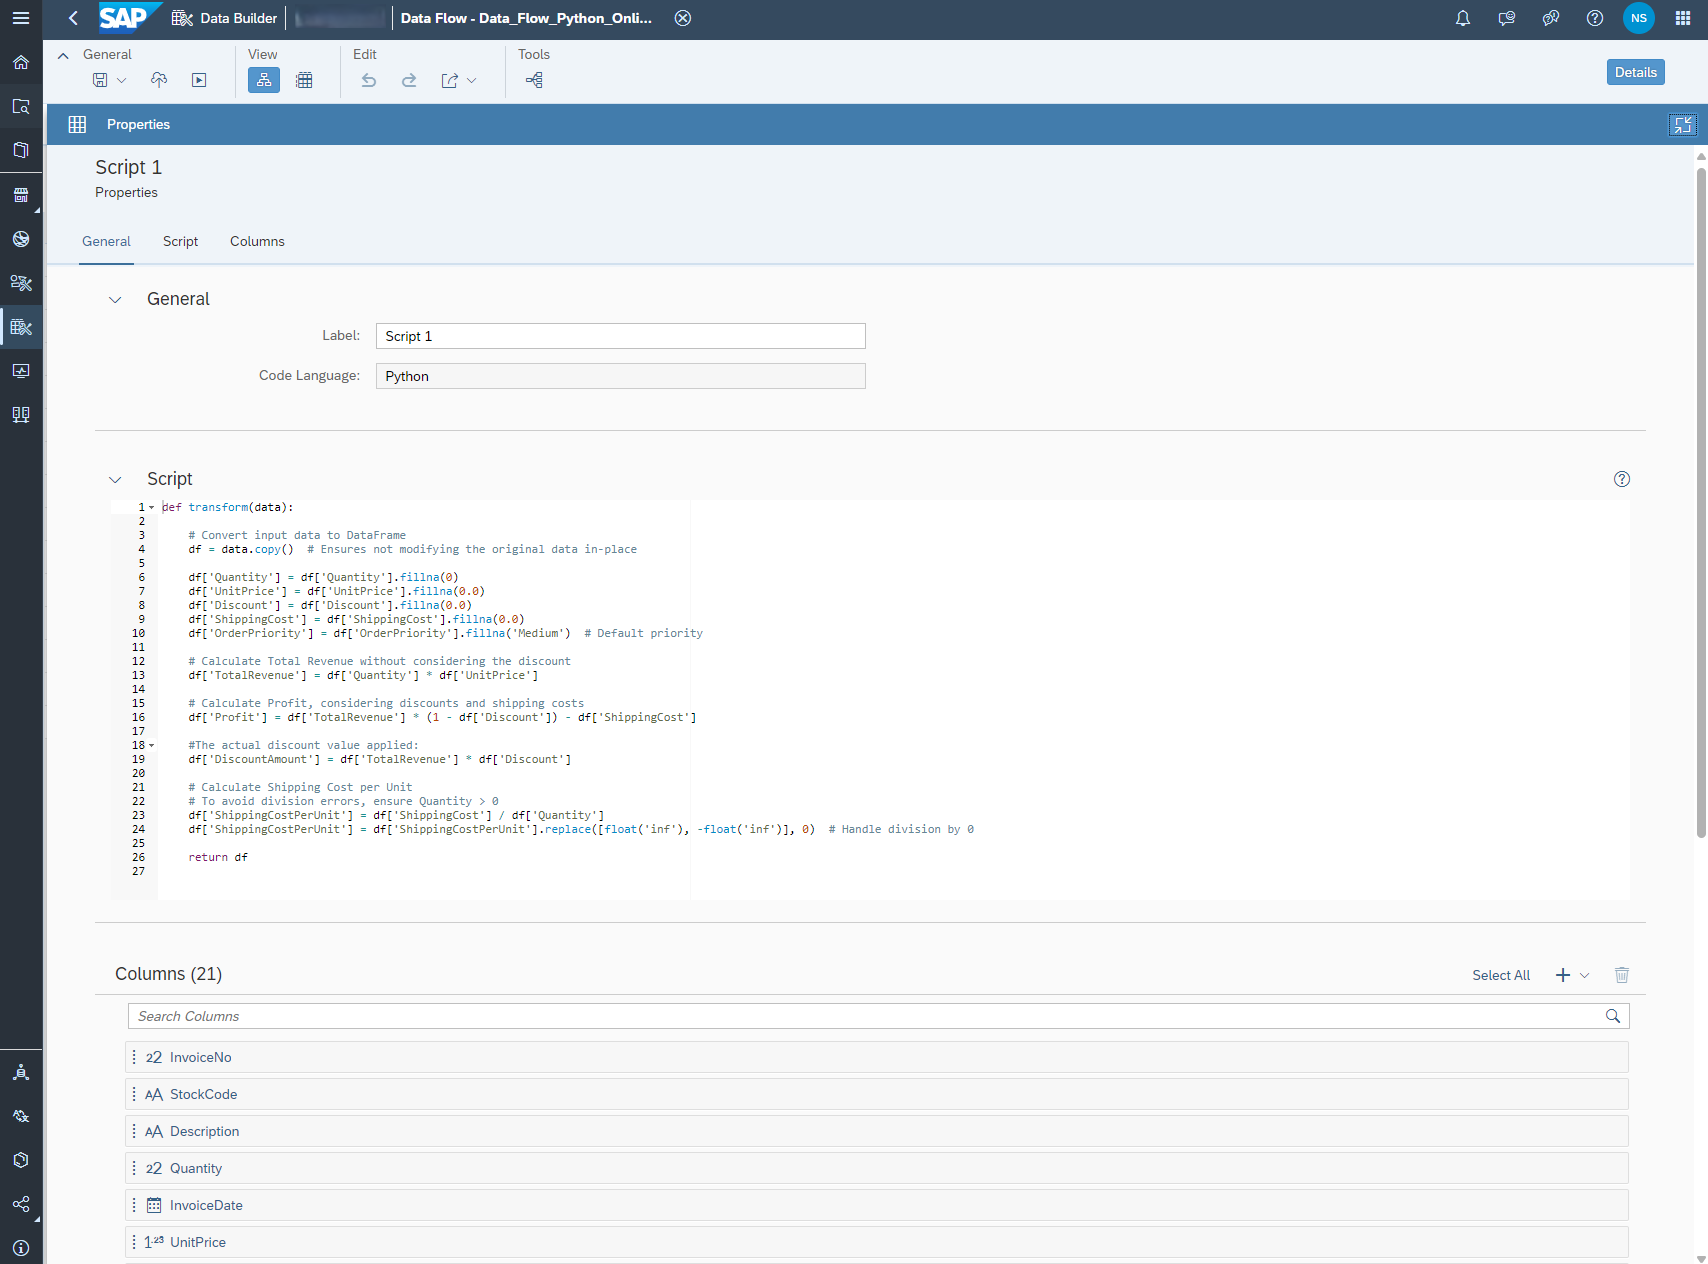 SAP
Data Builder
Data Flow - Data_Flow_Python_Onli...
NS
General
View
Edit
Tools
Details
Properties
Script 1
Properties
General
Script
Columns
General
Label:
Script 1
Code Language:
Python
Script
1 def transform(data):
2
3 # Convert input data to DataFrame
4 df = data.copy()  # Ensures not modifying the original data in-place
5
6 df['Quantity'] = df['Quantity'].fillna(0)
7 df['UnitPrice'] = df['UnitPrice'].fillna(0.0)
8 df['Discount'] = df['Discount'].fillna(0.0)
9 df['ShippingCost'] = df['ShippingCost'].fillna(0.0)
10 df['OrderPriority'] = df['OrderPriority'].fillna('Medium')  # Default priority
11
12 # Calculate Total Revenue without considering the discount
13 df['TotalRevenue'] = df['Quantity'] * df['UnitPrice']
14
15 # Calculate Profit, considering discounts and shipping costs
16 df['Profit'] = df['TotalRevenue'] * (1 - df['Discount']) - df['ShippingCost']
17
18 #The actual discount value applied:
19 df['DiscountAmount'] = df['TotalRevenue'] * df['Discount']
20
21 # Calculate Shipping Cost per Unit
22 # To avoid division errors, ensure Quantity > 0
23 df['ShippingCostPerUnit'] = df['ShippingCost'] / df['Quantity']
24 df['ShippingCostPerUnit'] = df['ShippingCostPerUnit'].replace([float('inf'), -float('inf')], 0)  # Handle division by 0
25
26 return df
27
Columns (21)
Select All
Search Columns
22 InvoiceNo
AA StockCode
AA Description
22 Quantity
InvoiceDate
1.23 UnitPrice